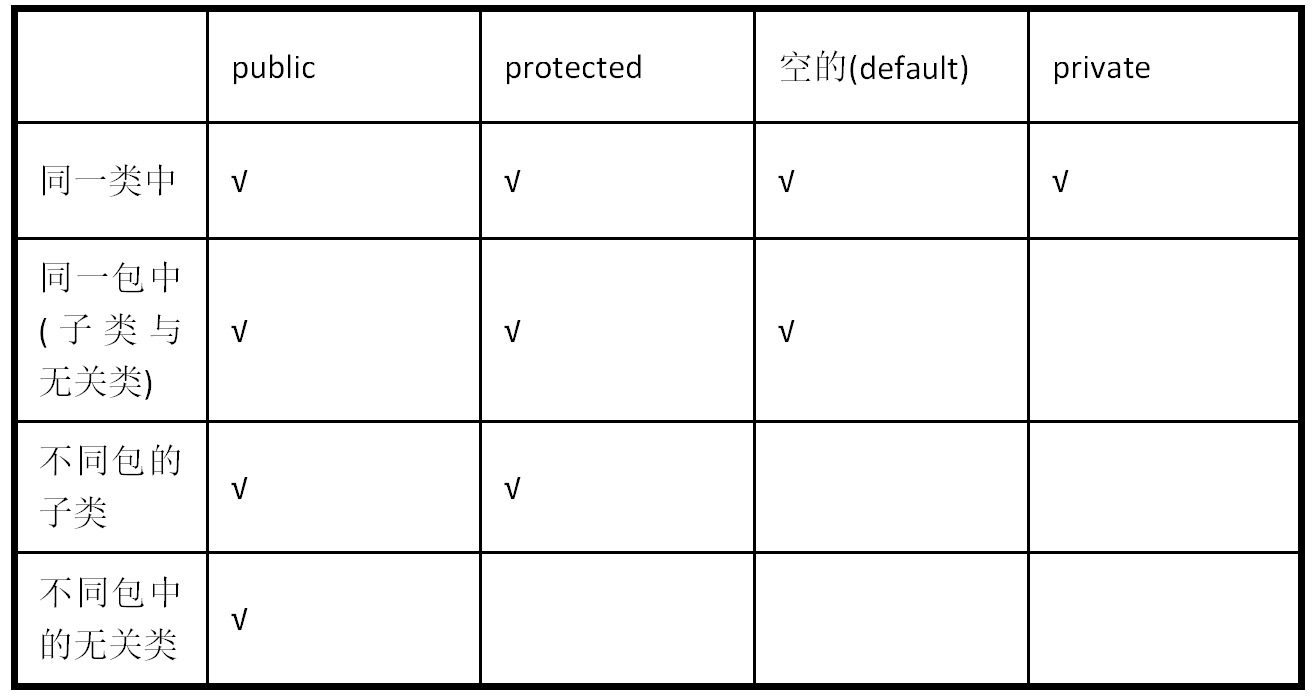 public protected 空的(default) private
同一类中 √ √ √ √
同一包中
(子类与 √ √ √
无关类)
不同包的
子类 √ √
不同包中
的无关类 √